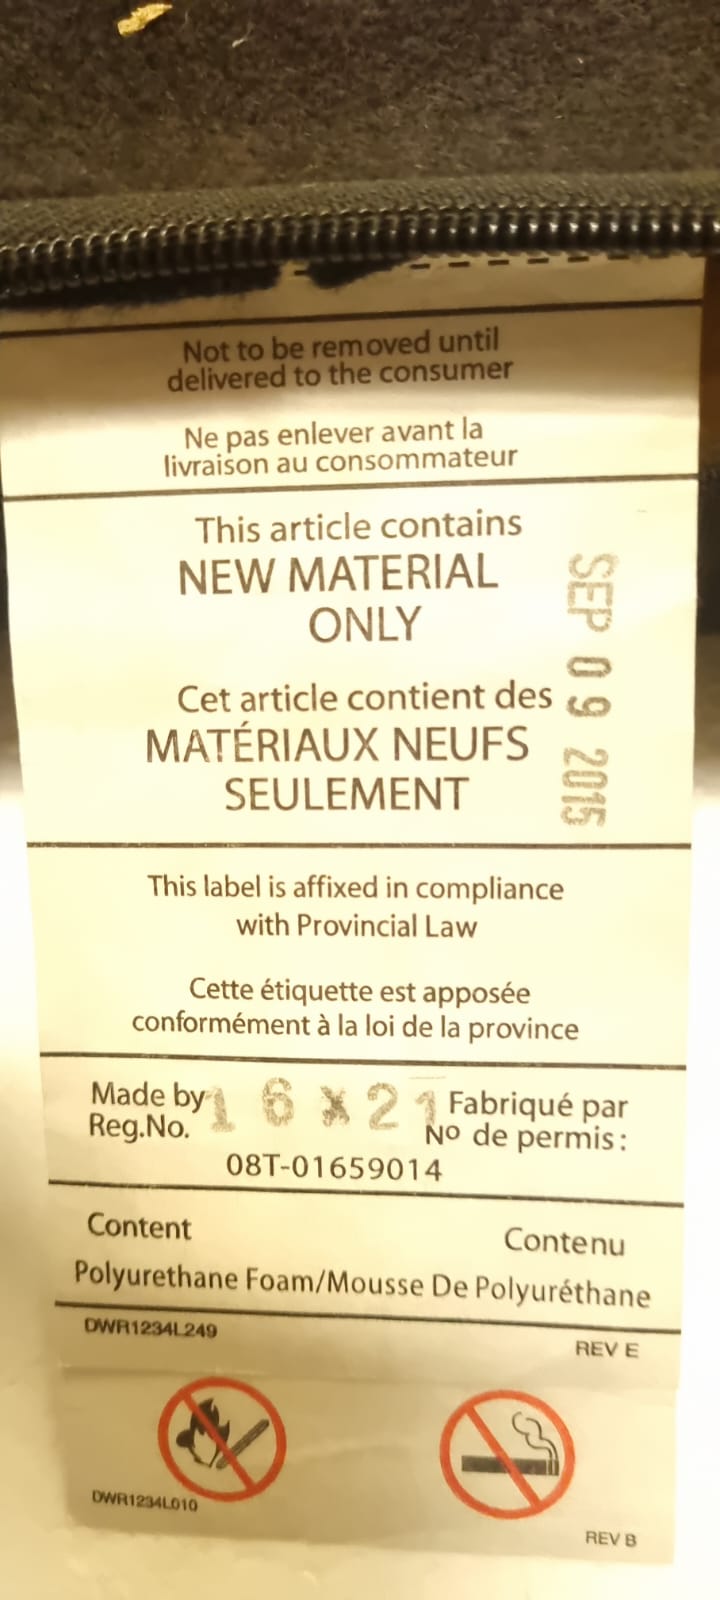 Not to be removed until
delivered to the consumer
Ne pas enlever avant la
livraison au consommateur
This article contains
NEW MATERIAL
ONLY
Cet article contient des
MATÉRIAUX NEUFS
SEULEMENT
SEP 09 2015
This label is affixed in compliance
with Provincial Law
Cette étiquette est apposée
conformément à la loi de la province
Made by
Reg.No.
16 x 21
Fabriqué par
Nº de permis:
08T-01659014
Content
Contenu
Polyurethane Foam/Mousse De Polyuréthane
DWR1234L249
REV E
DWR1234L010
REV B